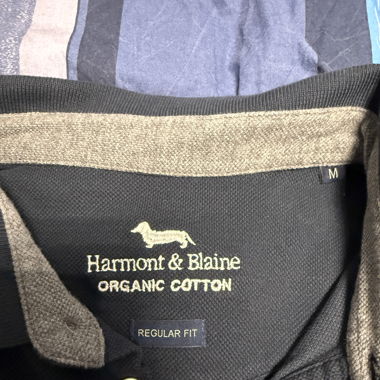 M
Harmont & Blaine
ORGANIC COTTON
REGULAR FIT